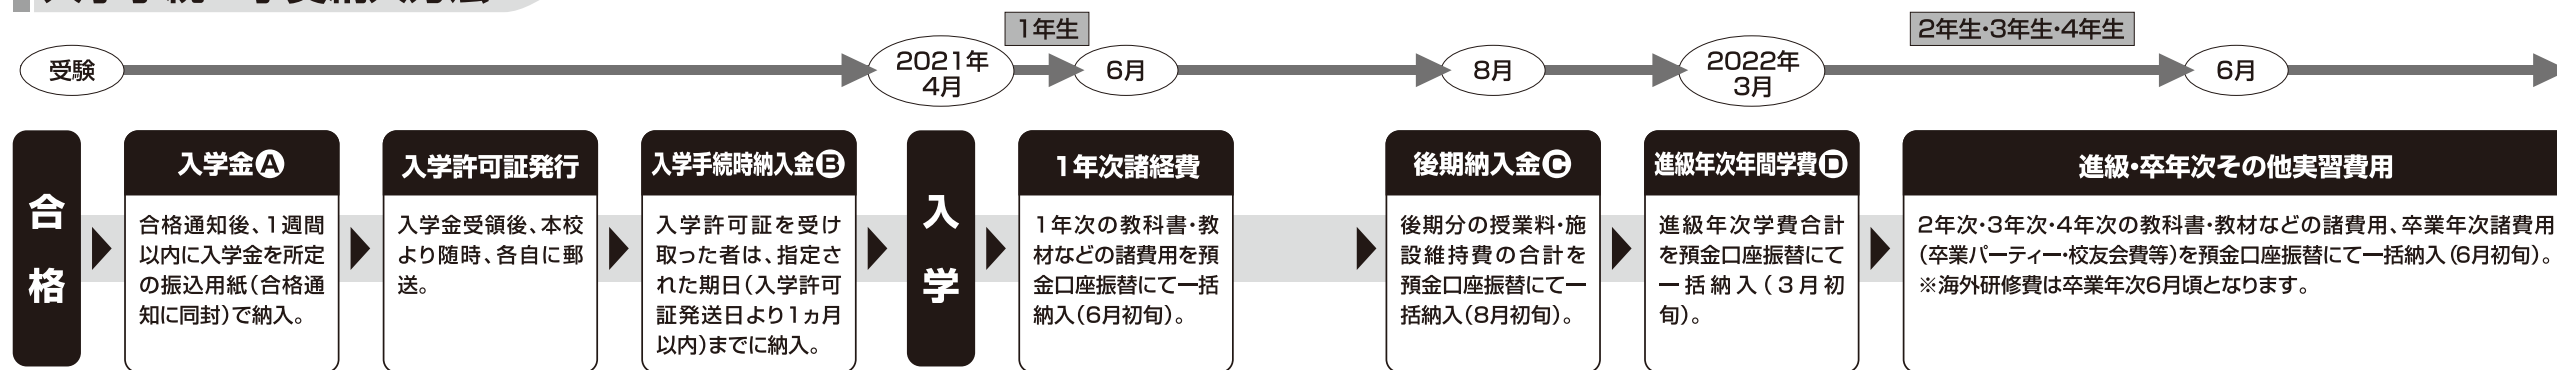 1年生
2年生・3年生・4年生
受験
2021年
4月
6月
8月
2022年
3月
6月
合格
入学金A
合格通知後、1週間
以内に入学金を所定
の振込用紙(合格通
知に同封)で納入。
入学許可証発行
入学金受領後、本校
より随時、各自に郵
送。
入学手続時納入金B
入学許可証を受け
取った者は、指定さ
れた期日(入学許可
証発送日より1ヵ月
以内)までに納入。
入学
1年次諸経費
1年次の教科書・教
材などの諸費用を預
金口座振替にて一括
納入(6月初旬)。
後期納入金C
後期分の授業料・施
設維持費の合計を
預金口座振替にて一
括納入(8月初旬)。
進級年次年間学費D
進級年次学費合計
を預金口座振替にて
一括納入(3月初
旬)。
進級・卒年次その他実習費用
2年次・3年次・4年次の教科書・教材などの諸費用、卒業年次諸費用
(卒業パーティー・校友会費等)を預金口座振替にて一括納入(6月初旬)。
※海外研修費は卒業年次6月頃となります。